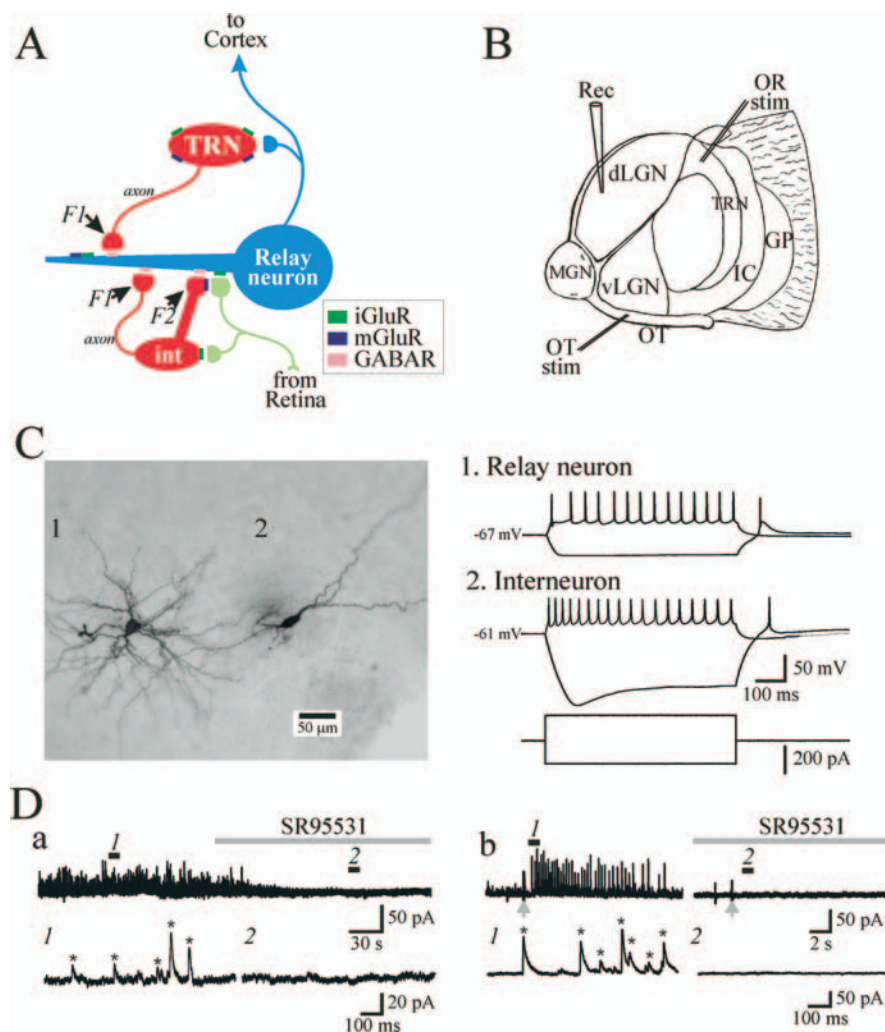 A
to
Cortex
TRN
axon
F1
Relay
neuron
F1
F2
axon
int
iGluR
mGluR
GABAR
from
Retina
B
Rec
OR
stim
dLGN
TRN
GP
MGN
vLGN
IC
OT
OT
stim
C
1
2
50 µm
1. Relay neuron
-67 mV
2. Interneuron
-61 mV
50 mV
100 ms
200 pA
D
a
SR95531
1
2
50 pA
30 s
1
2
* * * * *
20 pA
100 ms
b
SR95531
1
2
50 pA
2 s
1
2
* * * * * * *
50 pA
100 ms